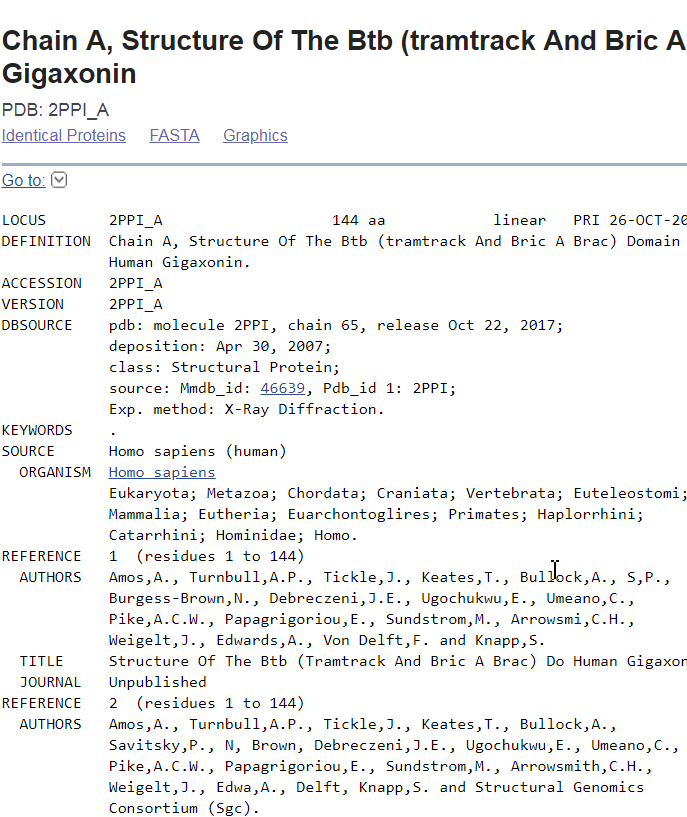 Chain A, Structure Of The Btb (tramtrack And Bric A
Gigaxonin
PDB: 2PPI_A
Identical Proteins FASTA Graphics
Go to:
LOCUS 2PPI_A 144 aa linear PRI 26-OCT-20
DEFINITION Chain A, Structure Of The Btb (tramtrack And Bric A Brac) Domain
Human Gigaxonin.
ACCESSION 2PPI_A
VERSION 2PPI_A
DBSOURCE pdb: molecule 2PPI, chain 65, release Oct 22, 2017;
deposition: Apr 30, 2007;
class: Structural Protein;
source: Mmdb_id: 46639, Pdb_id 1: 2PPI;
Exp. method: X-Ray Diffraction.
KEYWORDS .
SOURCE Homo sapiens (human)
ORGANISM Homo sapiens
Eukaryota; Metazoa; Chordata; Craniata; Vertebrata; Euteleostomi;
Mammalia; Eutheria; Euarchontoglires; Primates; Haplorrhini;
Catarrhini; Hominidae; Homo.
REFERENCE 1 (residues 1 to 144)
AUTHORS Amos,A., Turnbull,A.P., Tickle,J., Keates,T., Bullock,A., S,P.,
Burgess-Brown,N., Debreczeni,J.E., Ugochukwu,E., Umeano,C.,
Pike,A.C.W., Papagrigoriou,E., Sundstrom,M., Arrowsmi,C.H.,
Weigelt,J., Edwards,A., Von Delft,F. and Knapp,S.
TITLE Structure Of The Btb (Tramtrack And Bric A Brac) Do Human Gigaxon
JOURNAL Unpublished
REFERENCE 2 (residues 1 to 144)
AUTHORS Amos,A., Turnbull,A.P., Tickle,J., Keates,T., Bullock,A.,
Savitsky,P., N, Brown, Debreczeni,J.E., Ugochukwu,E., Umeano,C.,
Pike,A.C.W., Papagrigoriou,E., Sundstrom,M., Arrowsmith,C.H.,
Weigelt,J., Edwa,A., Delft, Knapp,S. and Structural Genomics
Consortium (Sgc).